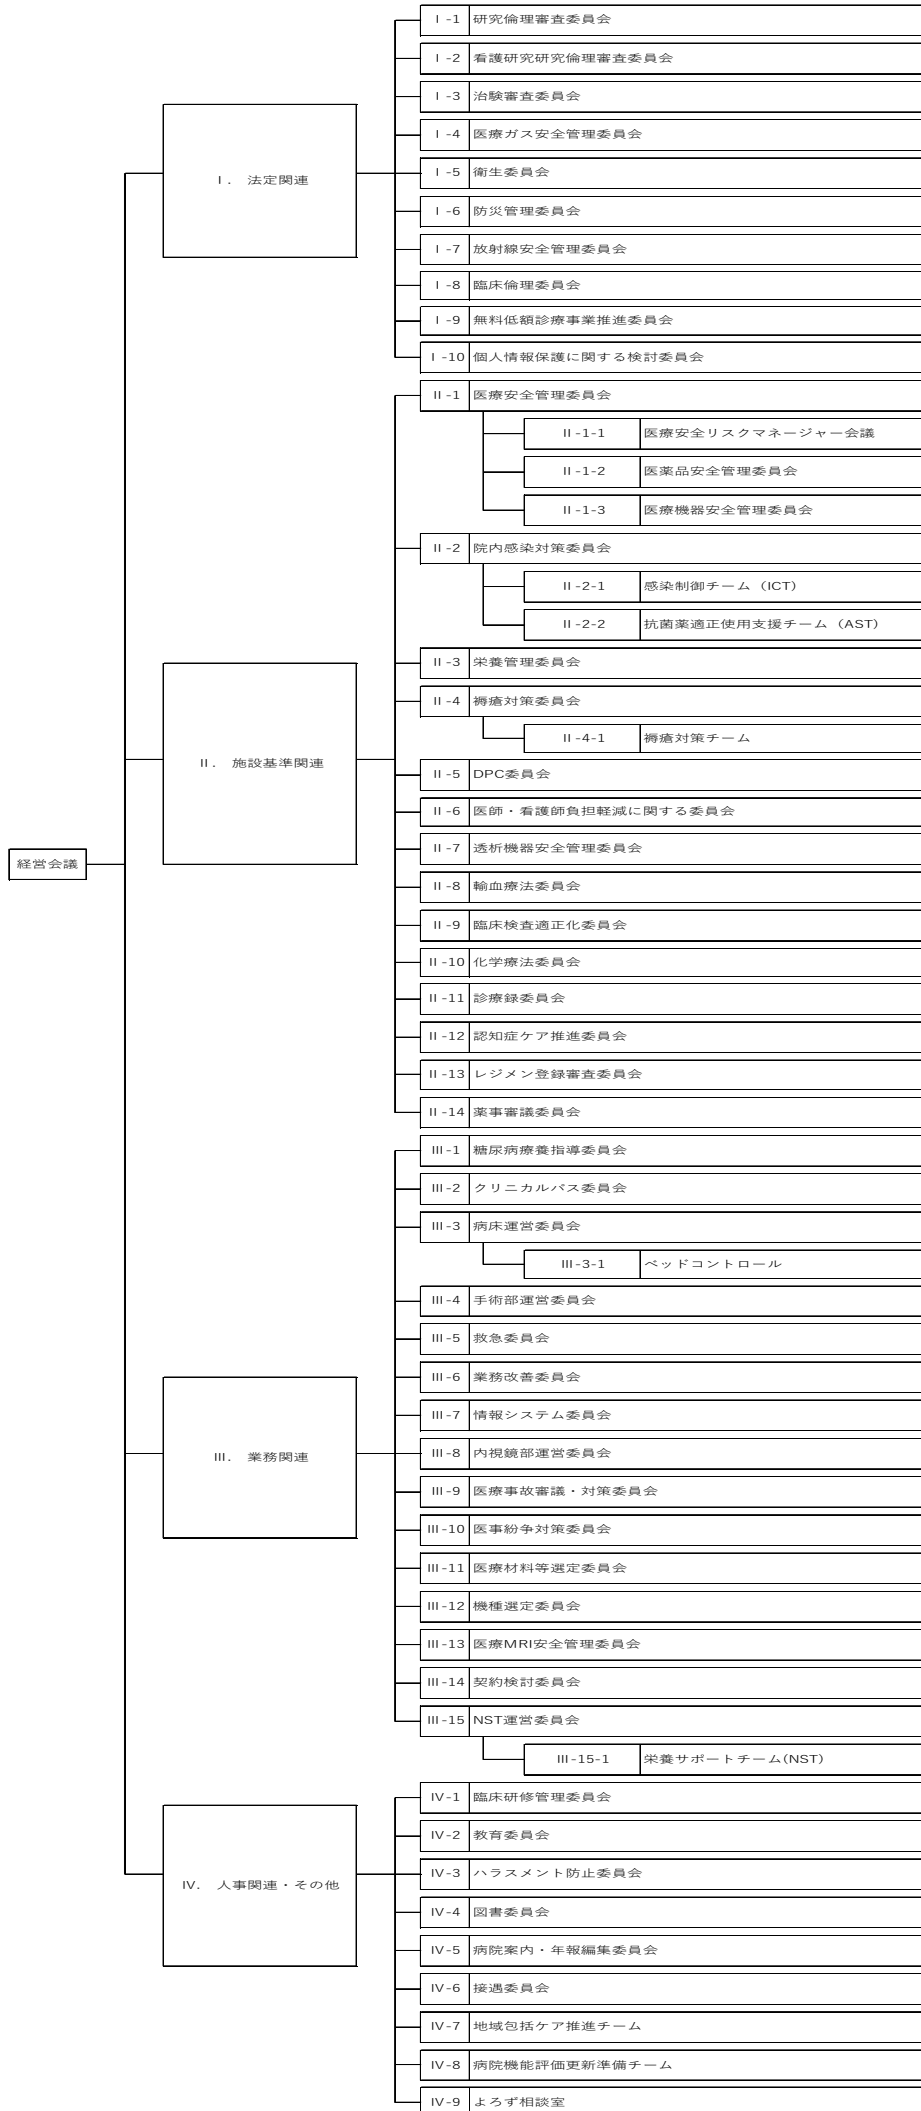 経営会議
I. 法定関連
I-1 研究倫理審査委員会
I-2 看護研究研究倫理審査委員会
I-3 治験審査委員会
I-4 医療ガス安全管理委員会
I-5 衛生委員会
I-6 防災管理委員会
I-7 放射線安全管理委員会
I-8 臨床倫理委員会
I-9 無料低額診療事業推進委員会
I-10 個人情報保護に関する検討委員会
II. 施設基準関連
II-1 医療安全管理委員会
II-1-1 医療安全リスクマネージャー会議
II-1-2 医薬品安全管理委員会
II-1-3 医療機器安全管理委員会
II-2 院内感染対策委員会
II-2-1 感染制御チーム（ICT）
II-2-2 抗菌薬適正使用支援チーム（AST）
II-3 栄養管理委員会
II-4 褥瘡対策委員会
II-4-1 褥瘡対策チーム
II-5 DPC委員会
II-6 医師・看護師負担軽減に関する委員会
II-7 透析機器安全管理委員会
II-8 輸血療法委員会
II-9 臨床検査適正化委員会
II-10 化学療法委員会
II-11 診療録委員会
II-12 認知症ケア推進委員会
II-13 レジメン登録審査委員会
II-14 薬事審議委員会
III. 業務関連
III-1 糖尿病療養指導委員会
III-2 クリニカルパス委員会
III-3 病床運営委員会
III-3-1 ベッドコントロール
III-4 手術部運営委員会
III-5 救急委員会
III-6 業務改善委員会
III-7 情報システム委員会
III-8 内視鏡部運営委員会
III-9 医療事故審議・対策委員会
III-10 医事紛争対策委員会
III-11 医療材料等選定委員会
III-12 機種選定委員会
III-13 医療MRI安全管理委員会
III-14 契約検討委員会
III-15 NST運営委員会
III-15-1 栄養サポートチーム(NST)
IV. 人事関連・その他
IV-1 臨床研修管理委員会
IV-2 教育委員会
IV-3 ハラスメント防止委員会
IV-4 図書委員会
IV-5 病院案内・年報編集委員会
IV-6 接遇委員会
IV-7 地域包括ケア推進チーム
IV-8 病院機能評価更新準備チーム
IV-9 よろず相談室